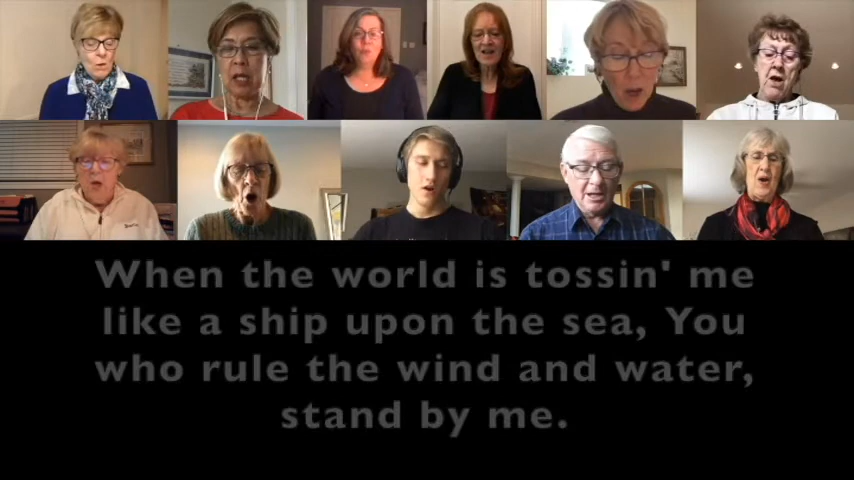 When the world is tossin' me
like a ship upon the sea, You
who rule the wind and water,
stand by me.